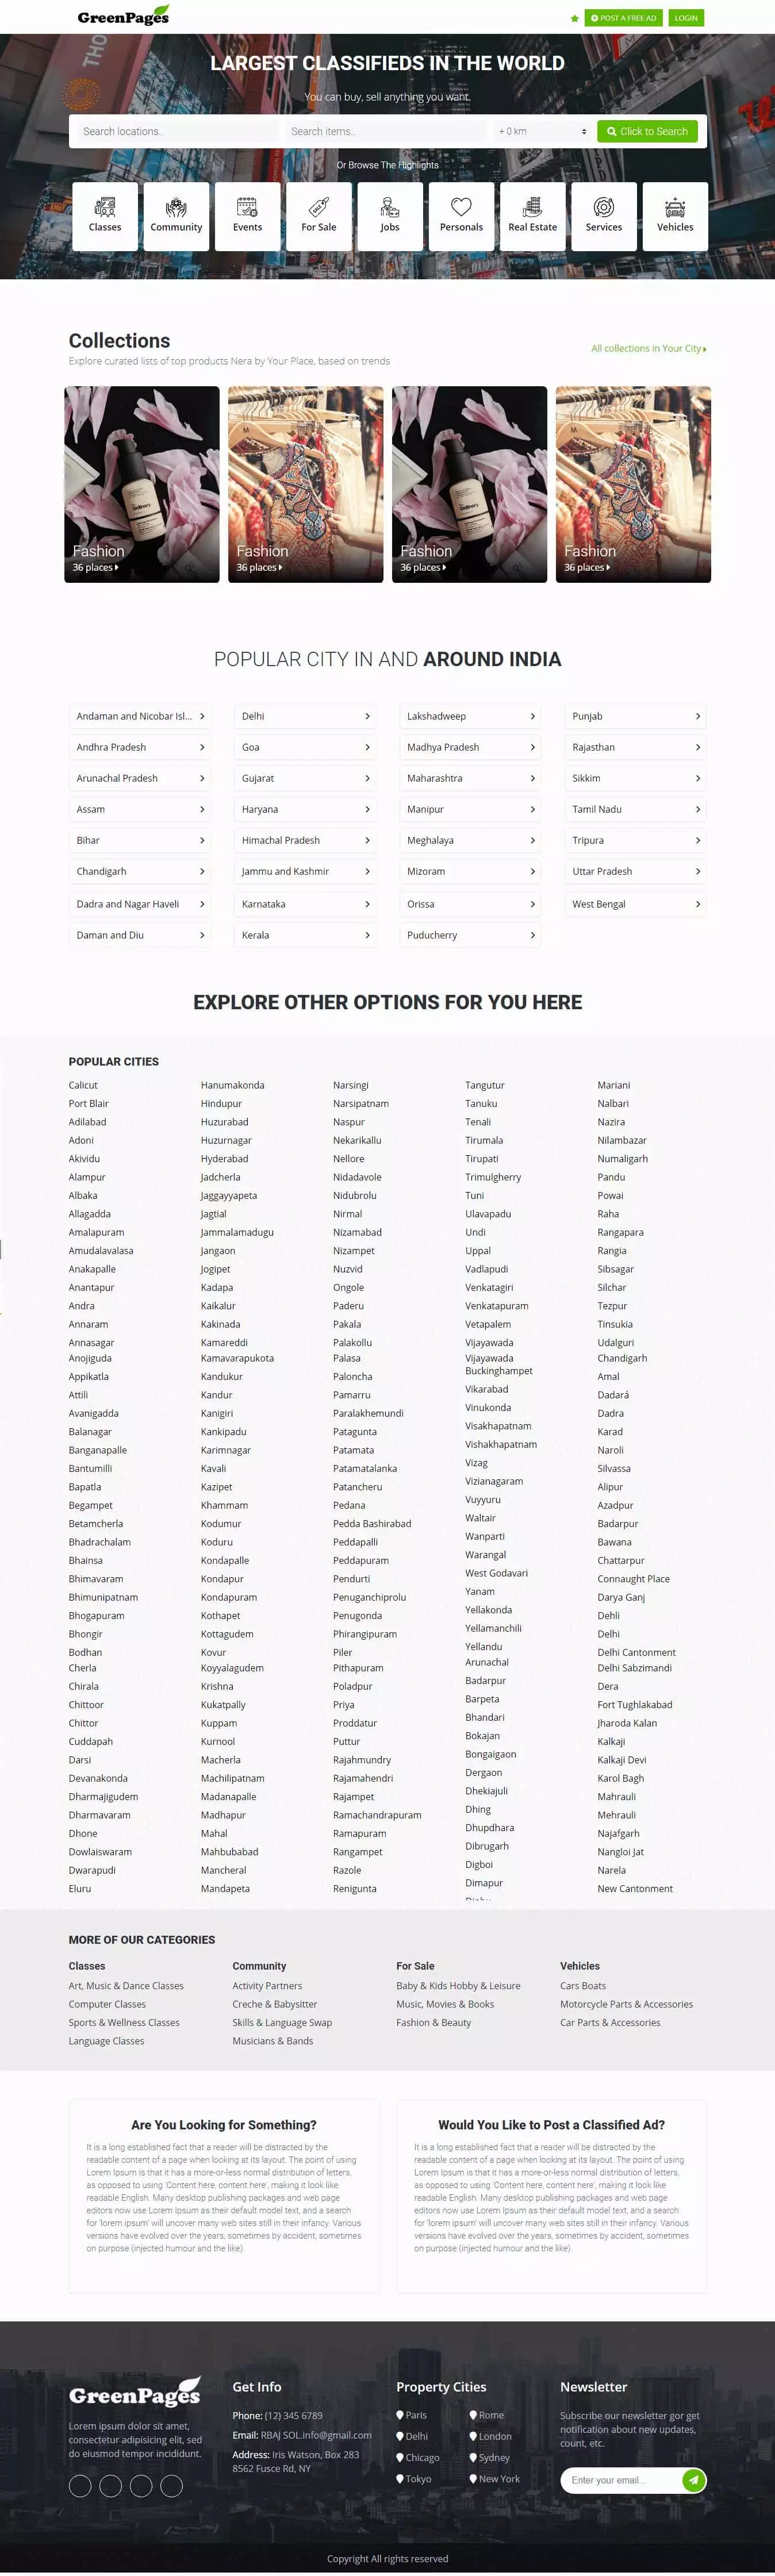 GreenPages
POST A FREE AD
LOGIN
LARGEST CLASSIFIEDS IN THE WORLD
You can buy, sell anything you want.
Search locations..
Search items..
+ 0 km
Click to Search
Or Browse The Highlights
Classes
Community
Events
For Sale
Jobs
Personals
Real Estate
Services
Vehicles
Collections
Explore curated lists of top products Nera by Your Place, based on trends
All collections in Your City
Fashion
36 places
Fashion
36 places
Fashion
36 places
Fashion
36 places
POPULAR CITY IN AND AROUND INDIA
Andaman and Nicobar Isl...
Andhra Pradesh
Arunachal Pradesh
Assam
Bihar
Chandigarh
Dadra and Nagar Haveli
Daman and Diu
Delhi
Goa
Gujarat
Haryana
Himachal Pradesh
Jammu and Kashmir
Karnataka
Kerala
Lakshadweep
Madhya Pradesh
Maharashtra
Manipur
Meghalaya
Mizoram
Orissa
Puducherry
Punjab
Rajasthan
Sikkim
Tamil Nadu
Tripura
Uttar Pradesh
West Bengal
EXPLORE OTHER OPTIONS FOR YOU HERE
POPULAR CITIES
Calicut
Port Blair
Adilabad
Adoni
Akividu
Alampur
Albaka
Allagadda
Amalapuram
Amudalavalasa
Anakapalle
Anantapur
Andra
Annaram
Annasagar
Anojiguda
Appikatla
Attili
Avanigadda
Balanagar
Banganapalle
Bantumilli
Bapatla
Begampet
Betamcherla
Bhadrachalam
Bhainsa
Bhimavaram
Bhimunipatnam
Bhogapuram
Bhongir
Bodhan
Cherla
Chirala
Chittoor
Chittor
Cuddapah
Darsi
Devanakonda
Dharmajigudem
Dharmavaram
Dhone
Dowlaiswaram
Dwarapudi
Eluru
Hanumakonda
Hindupur
Huzurabad
Huzurnagar
Hyderabad
Jadcherla
Jaggayyapeta
Jagtial
Jammalamadugu
Jangaon
Jogipet
Kadapa
Kaikalur
Kakinada
Kamareddi
Kamavarapukota
Kandukur
Kandur
Kanigiri
Kankipadu
Karimnagar
Kavali
Kazipet
Khammam
Kodumur
Koduru
Kondapalle
Kondapur
Kondapuram
Kothapet
Kottagudem
Kovur
Koyyalagudem
Krishna
Kukatpally
Kuppam
Kurnool
Macherla
Machilipatnam
Madanapalle
Madhapur
Mahal
Mahbubabad
Mancheral
Mandapeta
Narsingi
Narsipatnam
Naspur
Nekarikallu
Nellore
Nidadavole
Nidubrolu
Nirmal
Nizamabad
Nizampet
Nuzvid
Ongole
Paderu
Pakala
Palakollu
Palasa
Paloncha
Pamarru
Paralakhemundi
Patagunta
Patamata
Patamatalanka
Patancheru
Pedana
Pedda Bashirabad
Peddapalli
Peddapuram
Pendurti
Penuganchiprolu
Penugonda
Phirangipuram
Piler
Pithapuram
Poladpur
Priya
Proddatur
Puttur
Rajahmundry
Rajamahendri
Rajampet
Ramachandrapuram
Ramapuram
Rangampet
Razole
Renigunta
Tangutur
Tanuku
Tenali
Tirumala
Tirupati
Trimulgherry
Tuni
Ulavapadu
Undi
Uppal
Vadlapudi
Venkatagiri
Venkatapuram
Vetapalem
Vijayawada
Vijayawada
Buckinghampet
Vikarabad
Vinukonda
Visakhapatnam
Vishakhapatnam
Vizag
Vizianagaram
Vuyyuru
Waltair
Wanparti
Warangal
West Godavari
Yanam
Yellakonda
Yellamanchili
Yellandu
Arunachal
Badarpur
Barpeta
Bhandari
Bokajan
Bongaigaon
Dergaon
Dhekiajuli
Dhing
Dhupdhara
Dibrugarh
Digboi
Dimapur
Mariani
Nalbari
Nazira
Nilambazar
Numaligarh
Pandu
Powai
Raha
Rangapara
Rangia
Sibsagar
Silchar
Tezpur
Tinsukia
Udalguri
Chandigarh
Amal
Dadará
Dadra
Karad
Naroli
Silvassa
Alipur
Azadpur
Badarpur
Bawana
Chattarpur
Connaught Place
Darya Ganj
Dehli
Delhi
Delhi Cantonment
Delhi Sabzimandi
Dera
Fort Tughlakabad
Jharoda Kalan
Kalkaji
Kalkaji Devi
Karol Bagh
Mahrauli
Mehrauli
Najafgarh
Nangloi Jat
Narela
New Cantonment
MORE OF OUR CATEGORIES
Classes
Art, Music & Dance Classes
Computer Classes
Sports & Wellness Classes
Language Classes
Community
Activity Partners
Creche & Babysitter
Skills & Language Swap
Musicians & Bands
For Sale
Baby & Kids Hobby & Leisure
Music, Movies & Books
Fashion & Beauty
Vehicles
Cars Boats
Motorcycle Parts & Accessories
Car Parts & Accessories
Are You Looking for Something?
It is a long established fact that a reader will be distracted by the
readable content of a page when looking at its layout. The point of using
Lorem Ipsum is that it has a more-or-less normal distribution of letters,
as opposed to using 'Content here, content here', making it look like
readable English. Many desktop publishing packages and web page
editors now use Lorem Ipsum as their default model text, and a search
for 'lorem ipsum' will uncover many web sites still in their infancy. Various
versions have evolved over the years, sometimes by accident, sometimes
on purpose (injected humour and the like).
Would You Like to Post a Classified Ad?
It is a long established fact that a reader will be distracted by the
readable content of a page when looking at its layout. The point of using
Lorem Ipsum is that it has a more-or-less normal distribution of letters,
as opposed to using 'Content here, content here', making it look like
readable English. Many desktop publishing packages and web page
editors now use Lorem Ipsum as their default model text, and a search
for 'lorem ipsum' will uncover many web sites still in their infancy. Various
versions have evolved over the years, sometimes by accident, sometimes
on purpose (injected humour and the like).
GreenPages
Lorem ipsum dolor sit amet,
consectetur adipisicing elit, sed
do eiusmod tempor incididunt.
Get Info
Phone: (12) 345 6789
Email: RBAJ SOL.info@gmail.com
Address: Iris Watson, Box 283
8562 Fusce Rd, NY
Property Cities
Paris
Delhi
Chicago
Tokyo
Rome
London
Sydney
New York
Newsletter
Subscribe our newsletter gor get
notification about new updates,
count, etc.
Enter your email...
Copyright All rights reserved